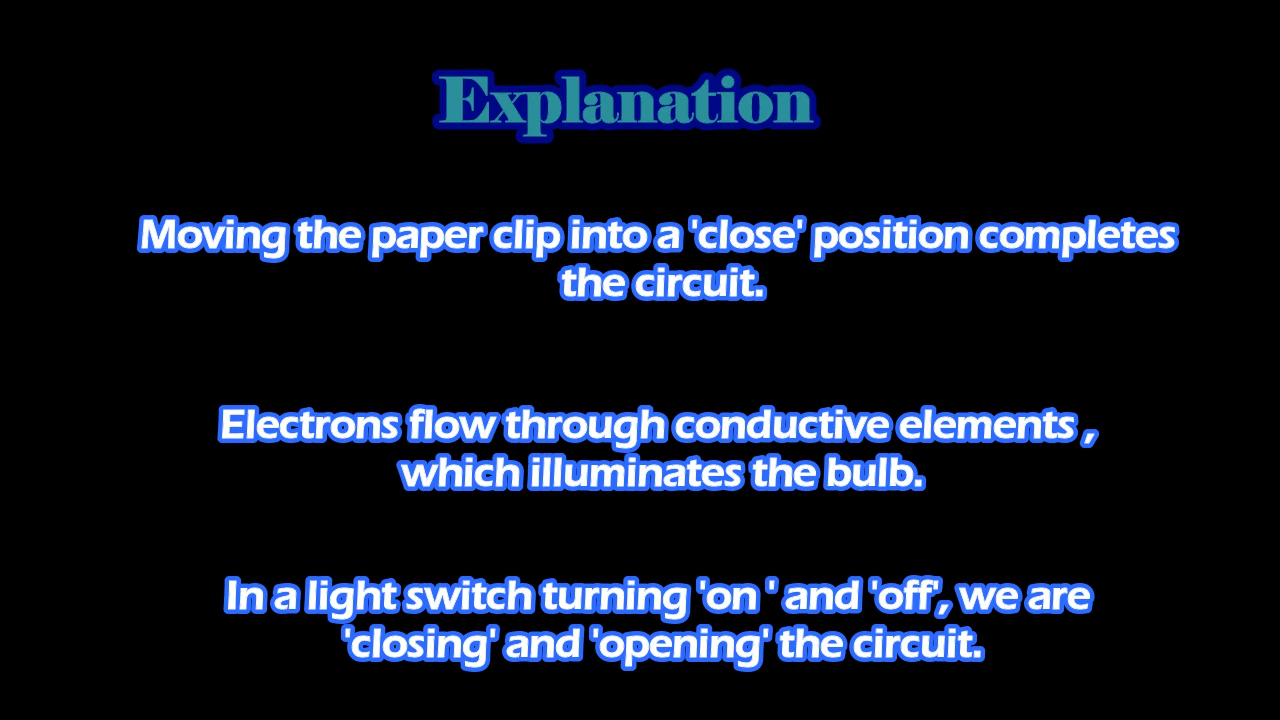 Explanation
Moving the paper clip into a 'close' position completes
the circuit.
Electrons flow through conductive elements ,
which illuminates the bulb.
In a light switch turning 'on ' and 'off', we are
'closing' and 'opening' the circuit.